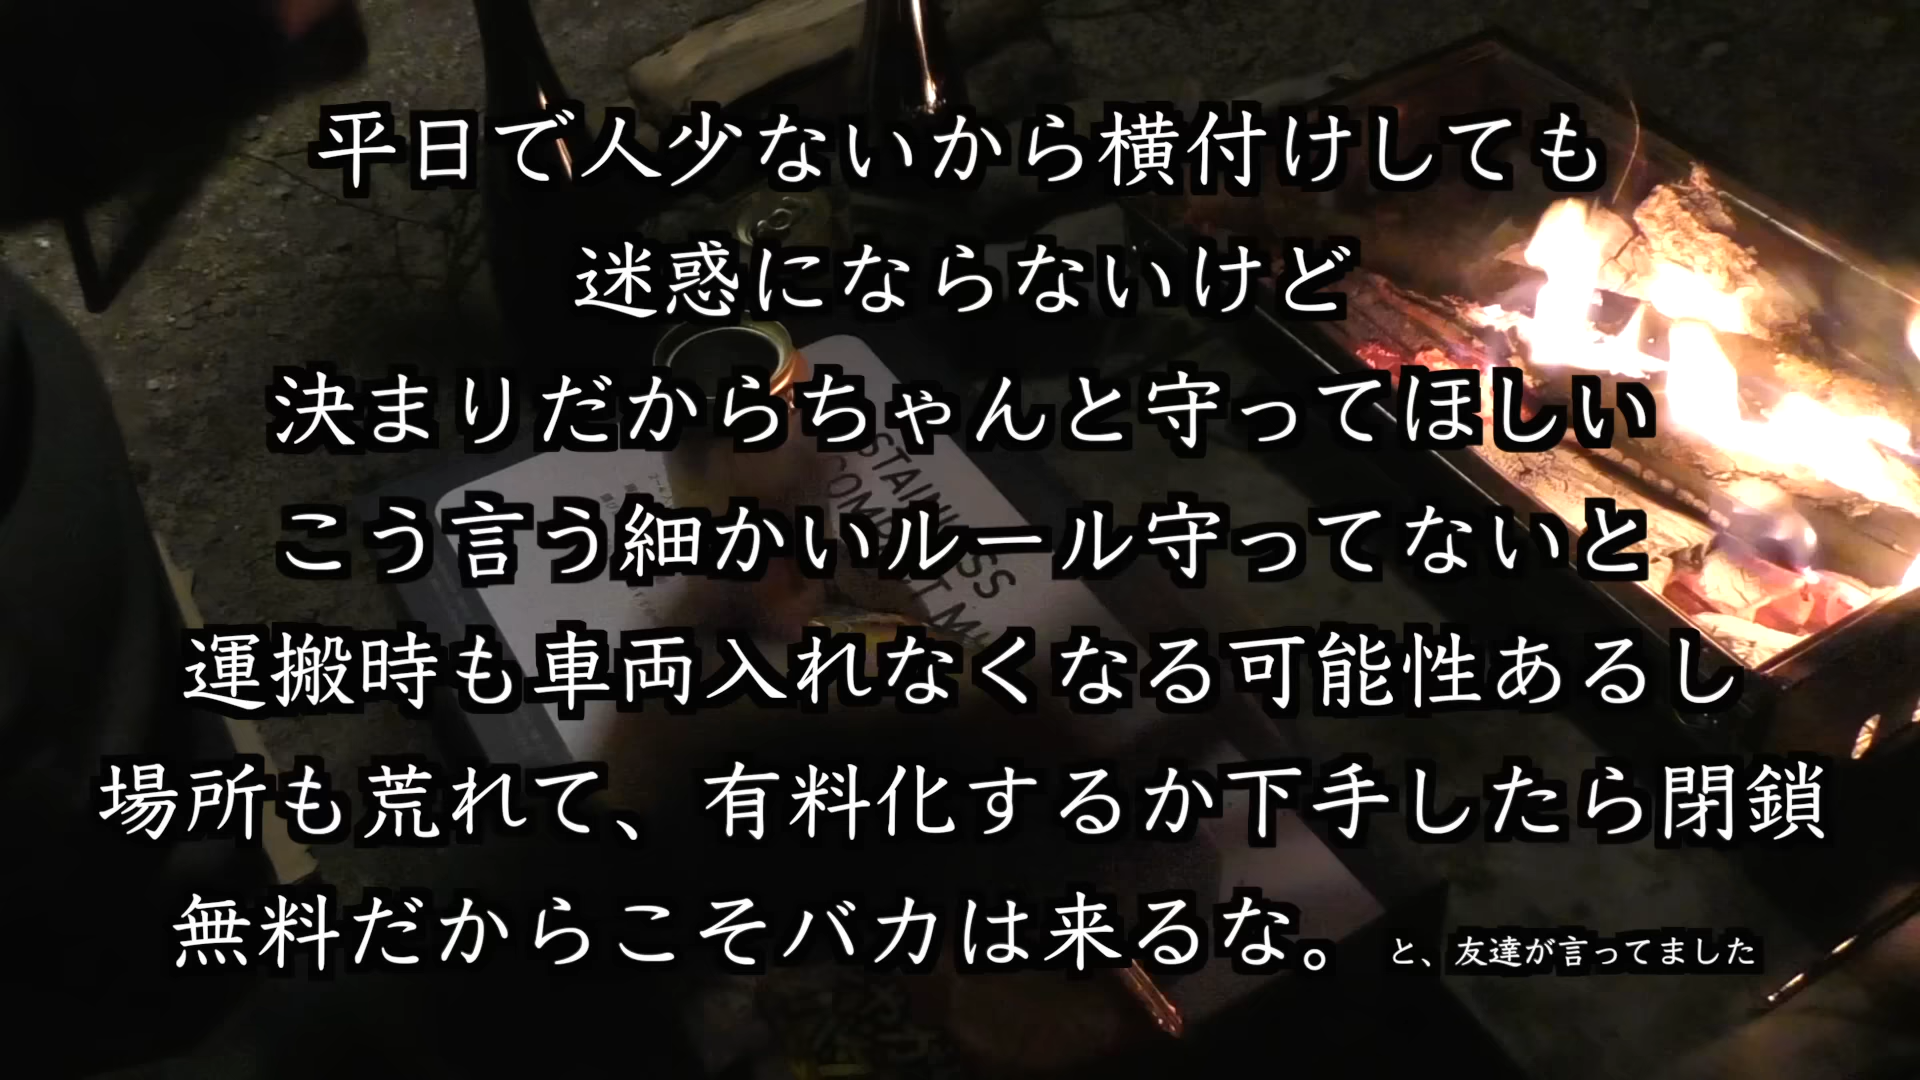 平日で人少ないから横付けしても
迷惑にならないけど
決まりだからちゃんと守ってほしい
こう言う細かいルール守ってないと
運搬時も車両入れなくなる可能性あるし
場所も荒れて、有料化するか下手したら閉鎖
無料だからこそバカは来るな。 と、友達が言ってました